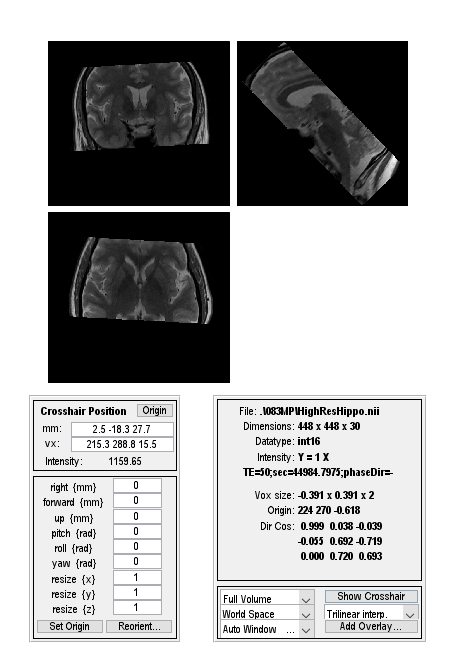 Crosshair Position Origin
mm: 2.5 -18.3 27.7
vx: 215.3 288.8 15.5
Intensity: 1159.65
right {mm} 0
forward {mm} 0
up {mm} 0
pitch {rad} 0
roll {rad} 0
yaw {rad} 0
resize {x} 1
resize {y} 1
resize {z} 1
Set Origin Reorient...
File: .\083MP\HighResHippo.nii
Dimensions: 448 x 448 x 30
Datatype: int16
Intensity: Y = 1 X
TE=50;sec=44984.7975;phaseDir=-
Vox size: -0.391 x 0.391 x 2
Origin: 224 270 -0.618
Dir Cos: 0.999 0.038 -0.039
-0.055 0.692 -0.719
0.000 0.720 0.693
Full Volume Show Crosshair
World Space Trilinear interp.
Auto Window ... Add Overlay...